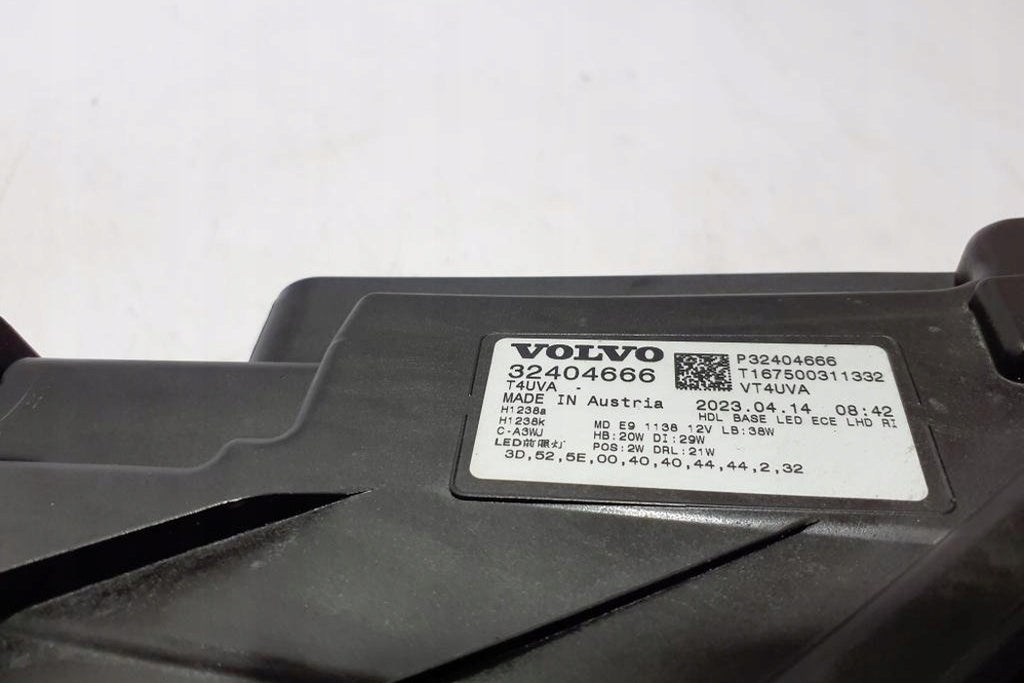 VOLVO
32404666
T4UVA -
MADE IN Austria
H1238a
H1238k
C-A3WJ
LED前照灯
P32404666
T167500311332
VT4UVA
2023.04.14 08:42
HDL BASE LED ECE LHD RI
MD E9 1138 12V LB:38W
HB:20W DI:29W
POS:2W DRL:21W
3D,52,5E,00,40,40,44,44,2,32